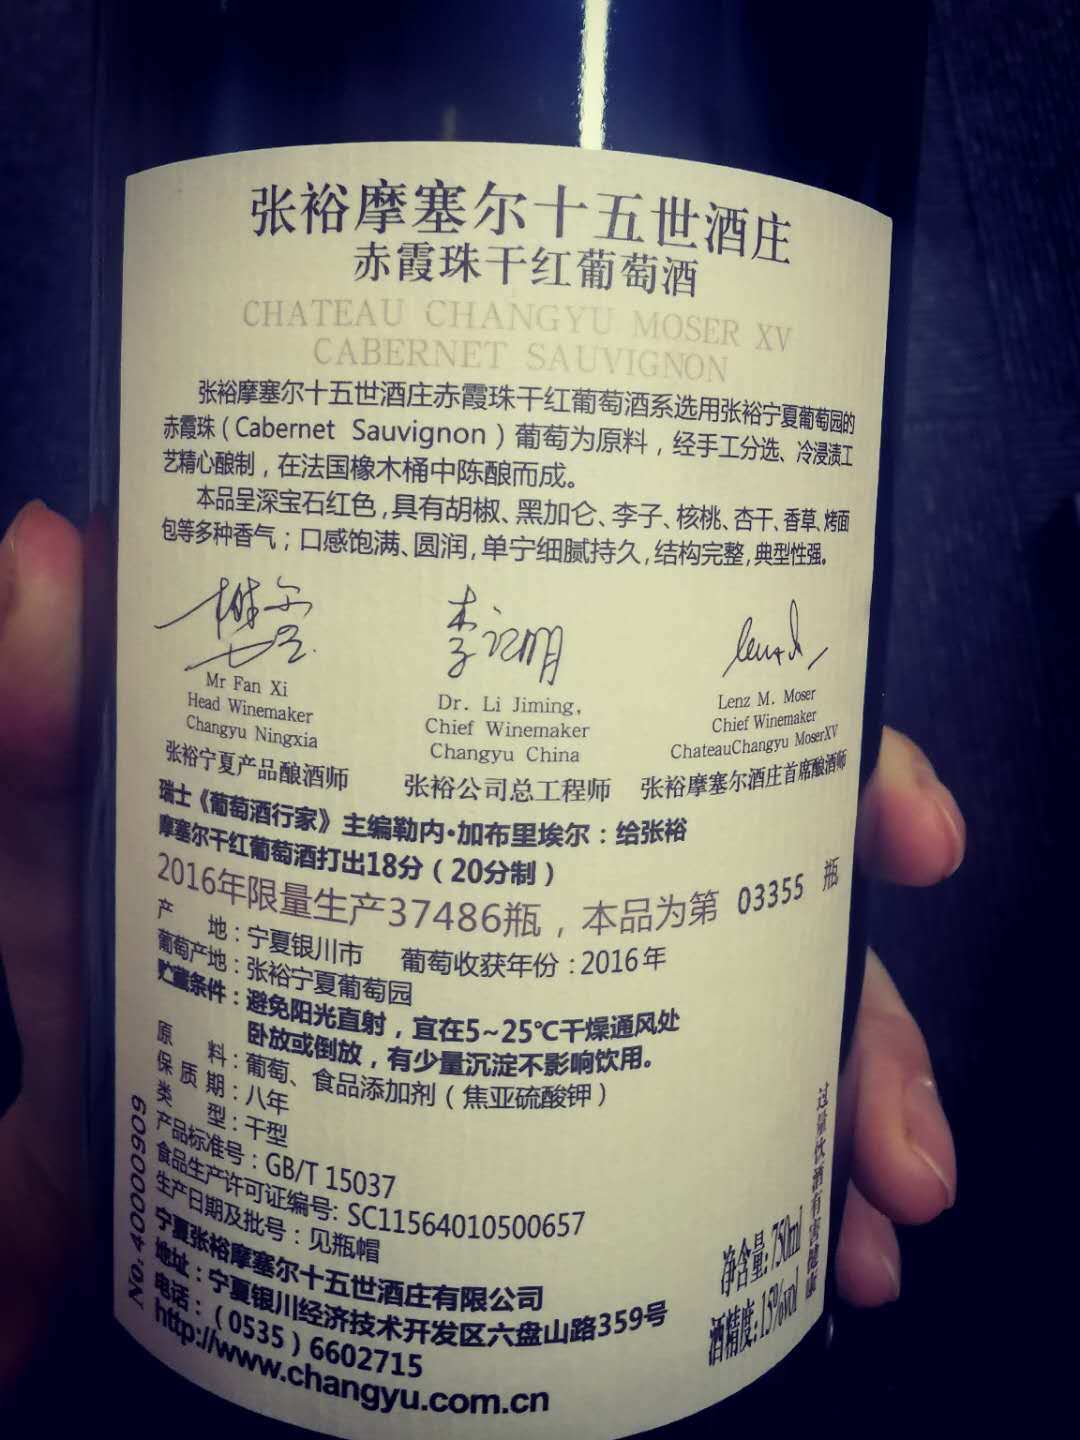 张裕摩塞尔十五世酒庄
赤霞珠干红葡萄酒
CHATEAU CHANGYU MOSER XV
CABERNET SAUVIGNON
张裕摩塞尔十五世酒庄赤霞珠干红葡萄酒系选用张裕宁夏葡萄园的
赤霞珠(Cabernet Sauvignon)葡萄为原料,经手工分选、冷浸渍工
艺精心酿制,在法国橡木桶中陈酿而成。
本品呈深宝石红色,具有胡椒、黑加仑、李子、核桃、杏干、香草、烤面
包等多种香气;口感饱满、圆润,单宁细腻持久,结构完整,典型性强。
李记明
Mr Fan Xi
Head Winemaker
Changyu Ningxia
张裕宁夏产品酿酒师
Dr. Li Jiming,
Chief Winemaker
Changyu China
张裕公司总工程师
Lenz M. Moser
Chief Winemaker
ChateauChangyu MoserXV
张裕摩塞尔酒庄首席酿酒师
瑞士《葡萄酒行家》主编勒内·加布里埃尔:给张裕
摩塞尔干红葡萄酒打出18分(20分制)
2016年限量生产37486瓶,本品为第 03355 瓶
产 地:宁夏银川市 葡萄收获年份:2016年
葡萄产地:张裕宁夏葡萄园
贮藏条件:避免阳光直射,宜在5~25℃干燥通风处
卧放或倒放,有少量沉淀不影响饮用。
原 料:葡萄、食品添加剂(焦亚硫酸钾)
保 质 期:八年
类 型:干型
产品标准号:GB/T 15037
食品生产许可证编号:SC11564010500657
生产日期及批号:见瓶帽
宁夏张裕摩塞尔十五世酒庄有限公司
地址:宁夏银川经济技术开发区六盘山路359号
电话:(0535)6602715
http://www.changyu.com.cn
No:40000909
净含量:750ml
酒精度:15%vol
过量饮酒有害健康